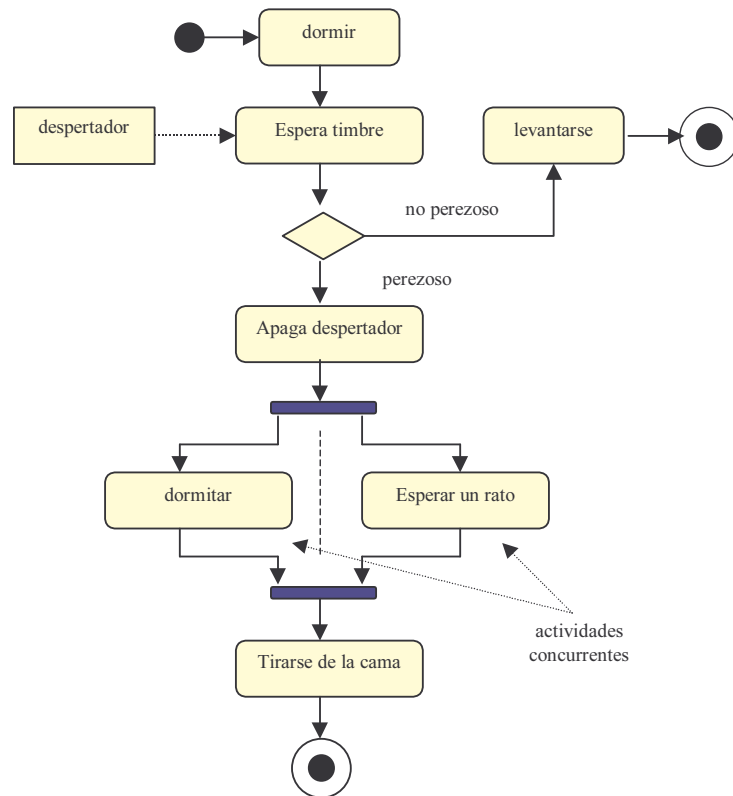 dormir
despertador
Espera timbre
levantarse
no perezoso
perezoso
Apaga despertador
dormitar
Esperar un rato
actividades
concurrentes
Tirarse de la cama